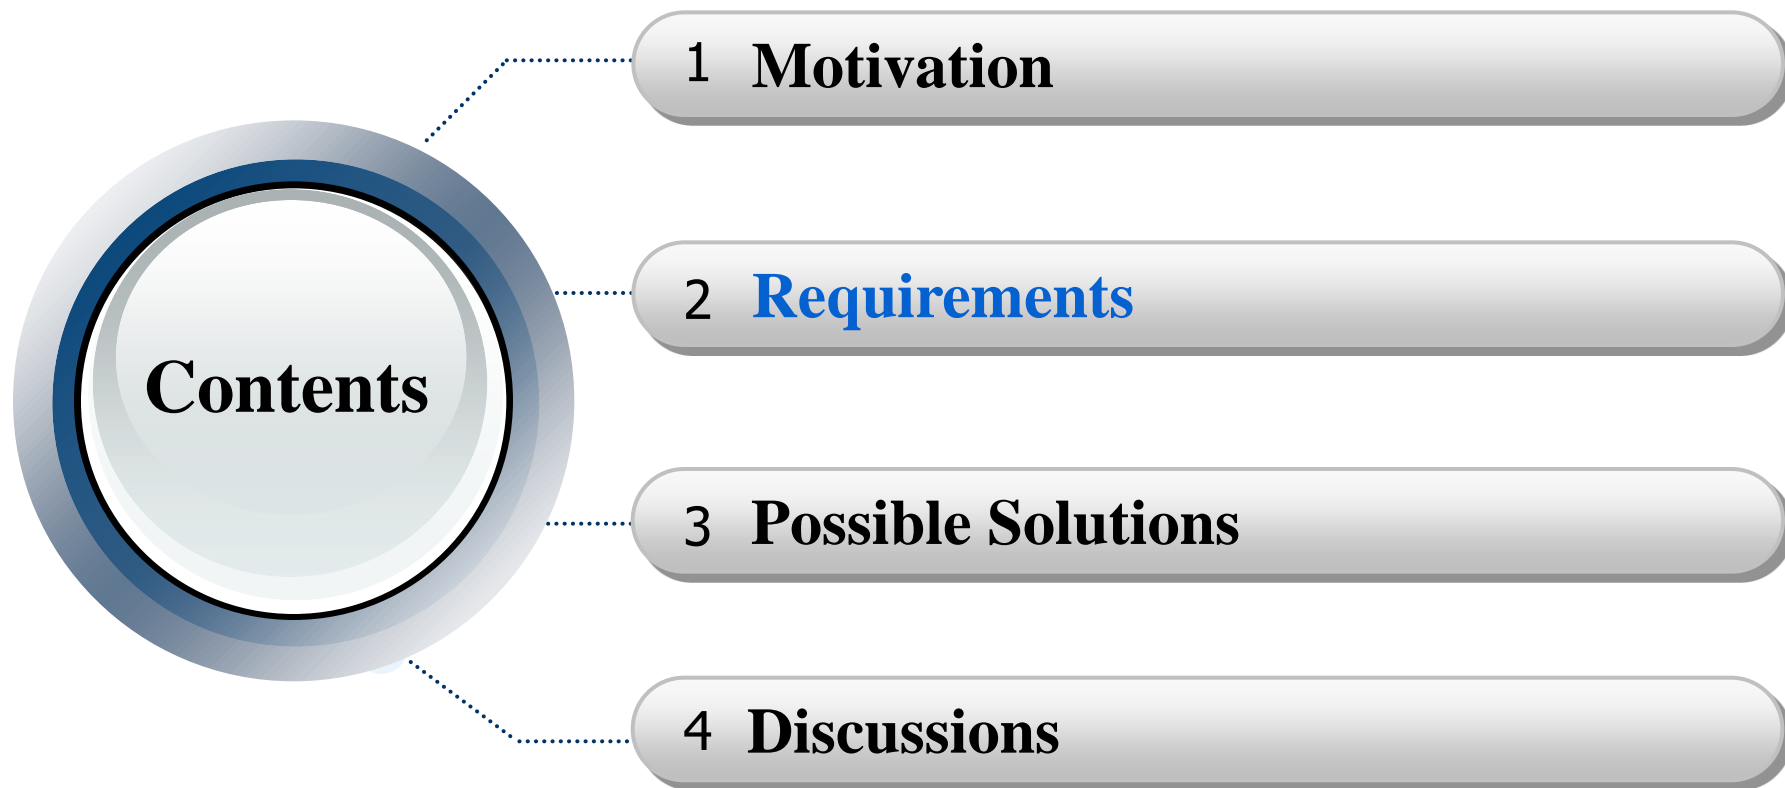 Contents
1 Motivation
2 Requirements
3 Possible Solutions
4 Discussions